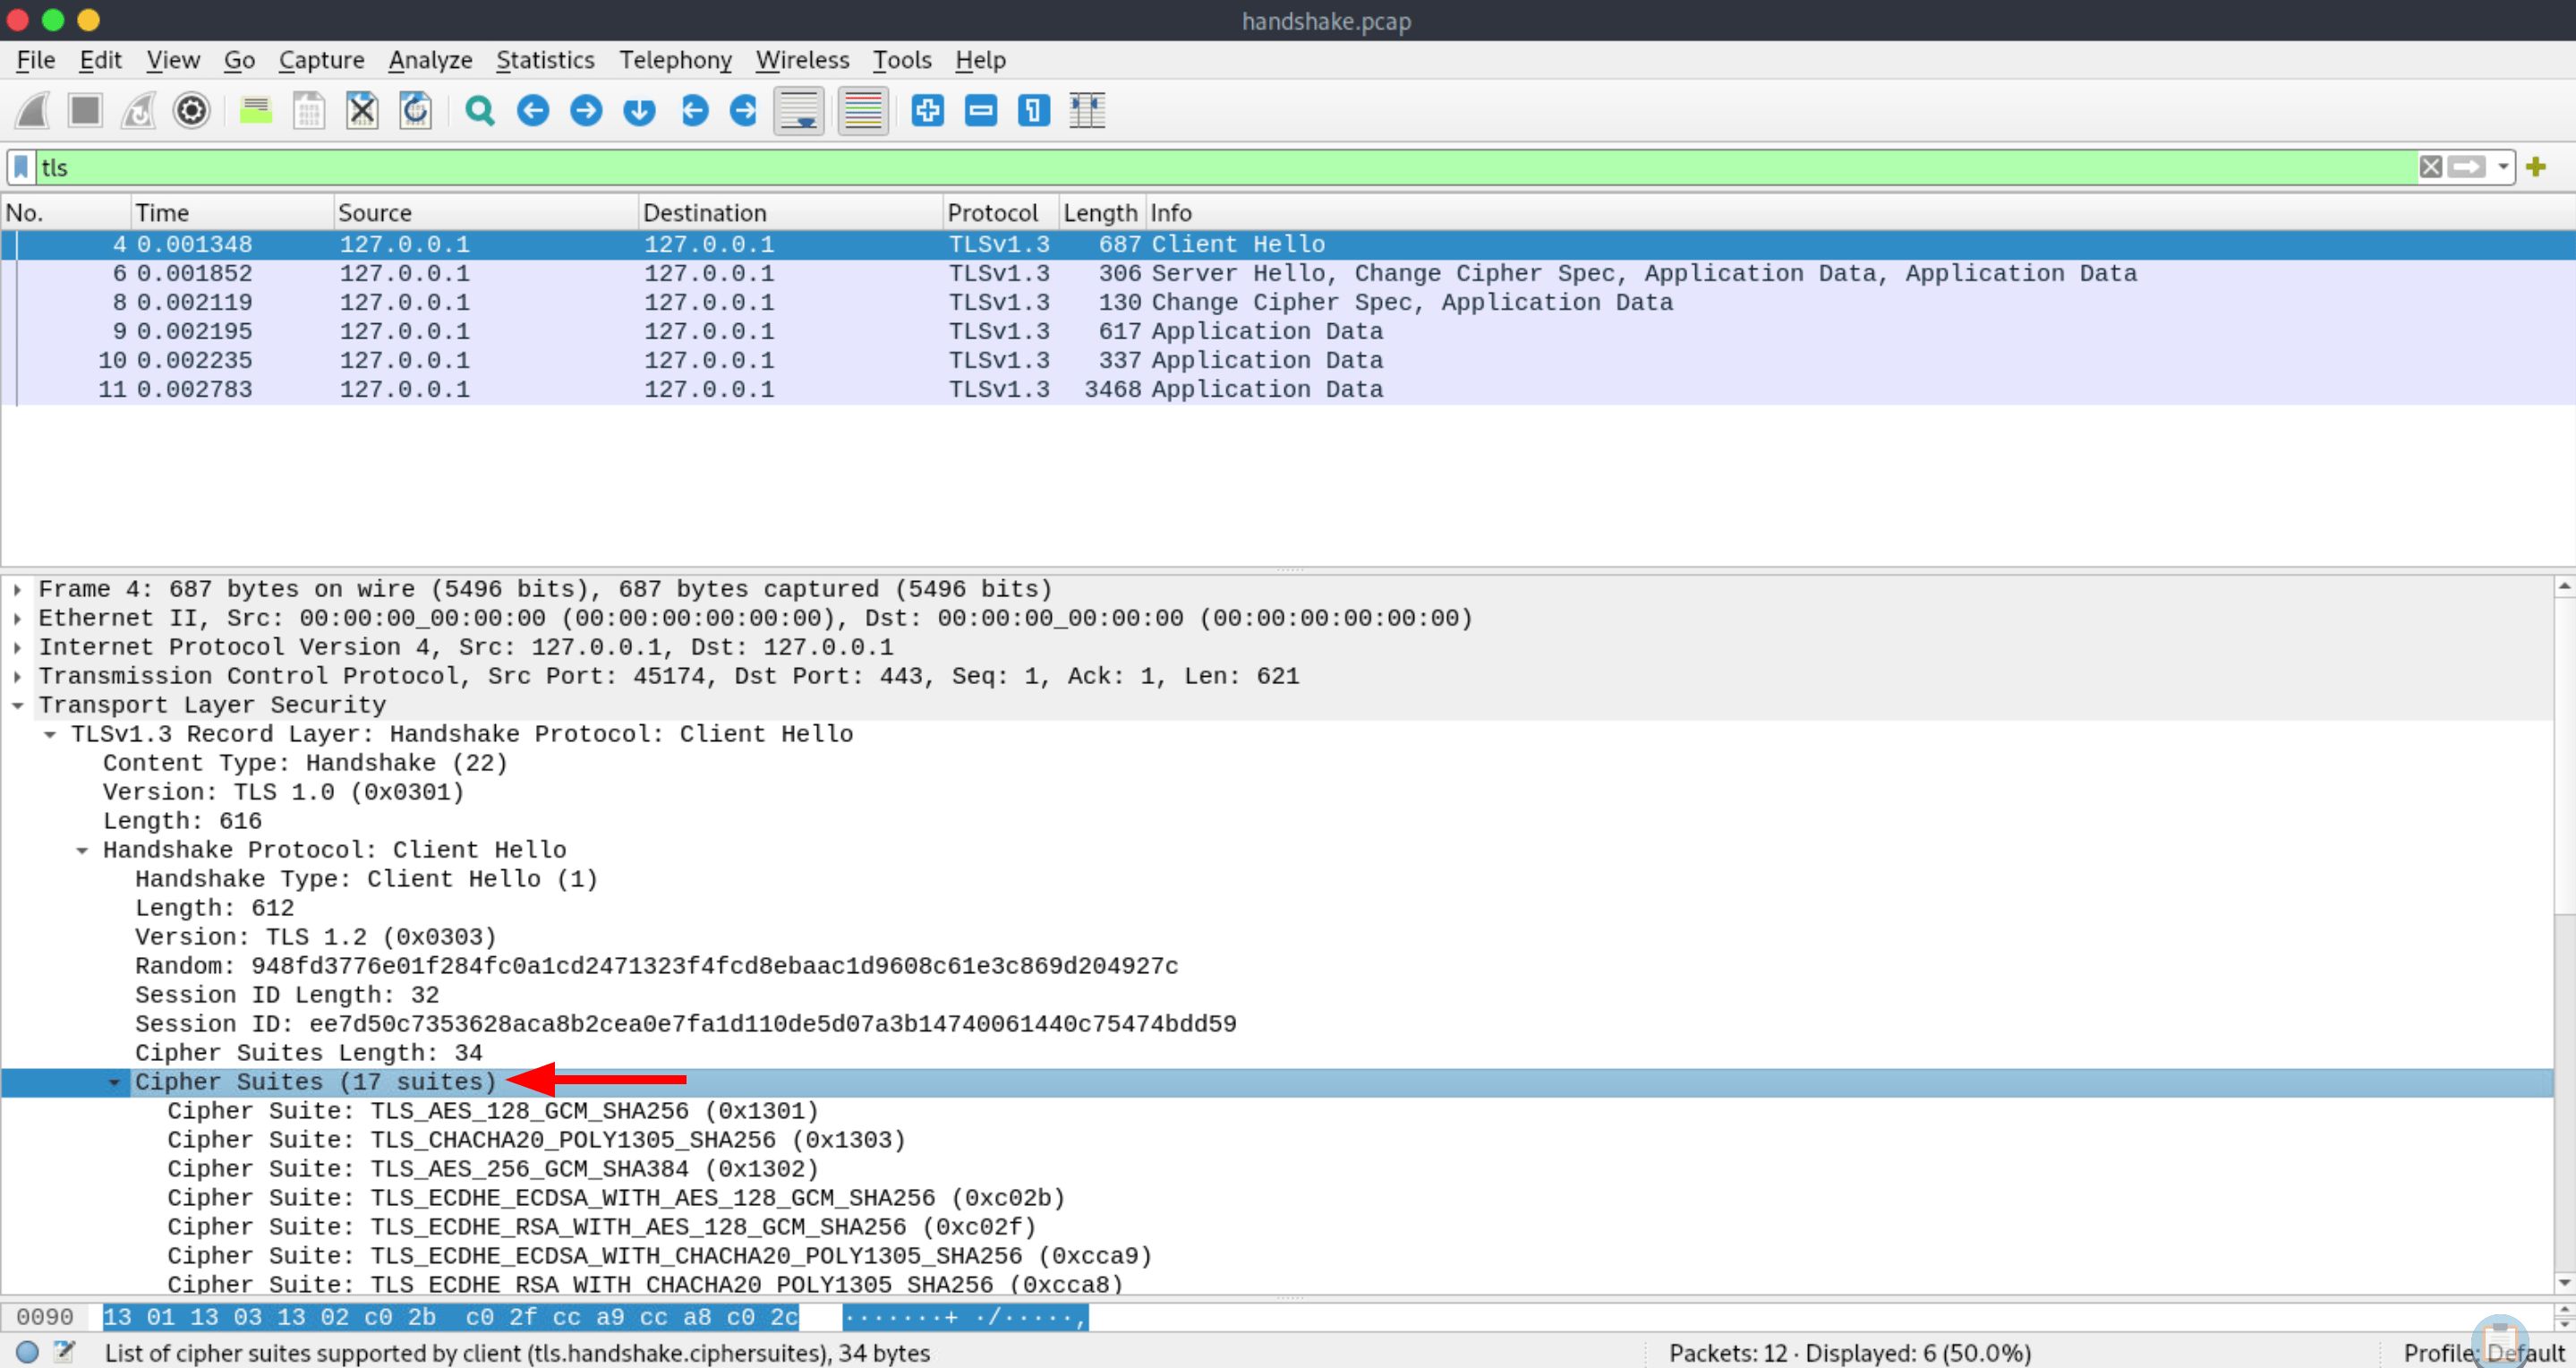 handshake.pcap
File Edit View Go Capture Analyze Statistics Telephony Wireless Tools Help
tls
No. Time Source Destination Protocol Length Info
4 0.001348 127.0.0.1 127.0.0.1 TLSv1.3 687 Client Hello
6 0.001852 127.0.0.1 127.0.0.1 TLSv1.3 306 Server Hello, Change Cipher Spec, Application Data, Application Data
8 0.002119 127.0.0.1 127.0.0.1 TLSv1.3 130 Change Cipher Spec, Application Data
9 0.002195 127.0.0.1 127.0.0.1 TLSv1.3 617 Application Data
10 0.002235 127.0.0.1 127.0.0.1 TLSv1.3 337 Application Data
11 0.002783 127.0.0.1 127.0.0.1 TLSv1.3 3468 Application Data
Frame 4: 687 bytes on wire (5496 bits), 687 bytes captured (5496 bits)
Ethernet II, Src: 00:00:00_00:00:00 (00:00:00:00:00:00), Dst: 00:00:00_00:00:00 (00:00:00:00:00:00)
Internet Protocol Version 4, Src: 127.0.0.1, Dst: 127.0.0.1
Transmission Control Protocol, Src Port: 45174, Dst Port: 443, Seq: 1, Ack: 1, Len: 621
Transport Layer Security
TLSv1.3 Record Layer: Handshake Protocol: Client Hello
Content Type: Handshake (22)
Version: TLS 1.0 (0x0301)
Length: 616
Handshake Protocol: Client Hello
Handshake Type: Client Hello (1)
Length: 612
Version: TLS 1.2 (0x0303)
Random: 948fd3776e01f284fc0a1cd2471323f4fcd8ebaac1d9608c61e3c869d204927c
Session ID Length: 32
Session ID: ee7d50c7353628aca8b2cea0e7fa1d110de5d07a3b14740061440c75474bdd59
Cipher Suites Length: 34
Cipher Suites (17 suites)
Cipher Suite: TLS_AES_128_GCM_SHA256 (0x1301)
Cipher Suite: TLS_CHACHA20_POLY1305_SHA256 (0x1303)
Cipher Suite: TLS_AES_256_GCM_SHA384 (0x1302)
Cipher Suite: TLS_ECDHE_ECDSA_WITH_AES_128_GCM_SHA256 (0xc02b)
Cipher Suite: TLS_ECDHE_RSA_WITH_AES_128_GCM_SHA256 (0xc02f)
Cipher Suite: TLS_ECDHE_ECDSA_WITH_CHACHA20_POLY1305_SHA256 (0xcca9)
Cipher Suite: TLS_ECDHE_RSA_WITH_CHACHA20_POLY1305_SHA256 (0xcca8)
0090 13 01 13 03 13 02 c0 2b c0 2f cc a9 cc a8 c0 2c ·······+ ·/·····,
List of cipher suites supported by client (tls.handshake.ciphersuites), 34 bytes Packets: 12 · Displayed: 6 (50.0%) Profile: Default